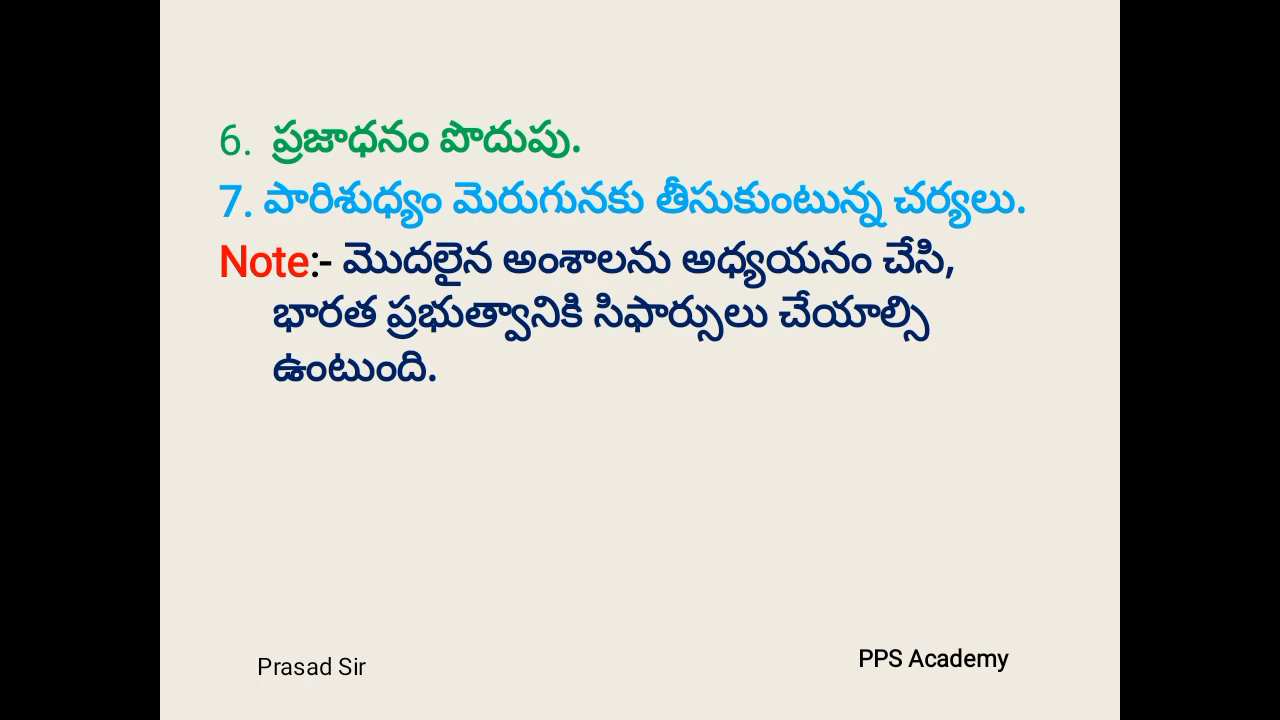 6. ప్రజాధనం పొదుపు.
7. పారిశుధ్యం మెరుగునకు తీసుకుంటున్న చర్యలు.
Note:- మొదలైన అంశాలను అధ్యయనం చేసి,
భారత ప్రభుత్వానికి సిఫార్సులు చేయాల్సి
ఉంటుంది.
Prasad Sir
PPS Academy